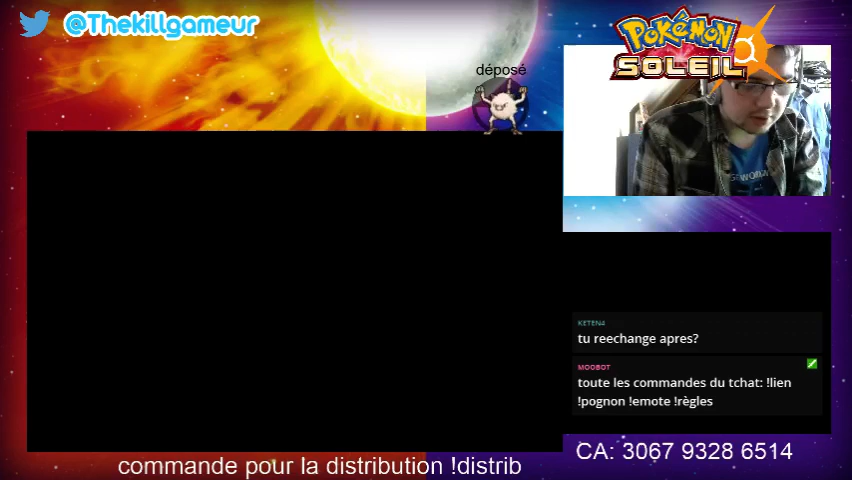 @Thekillgameur
POKÉMON
SOLEIL
déposé
KETEN4
tu reechange apres?
MOOBOT
toute les commandes du tchat: !lien
!pognon !emote !règles
CA: 3067 9328 6514
commande pour la distribution !distrib